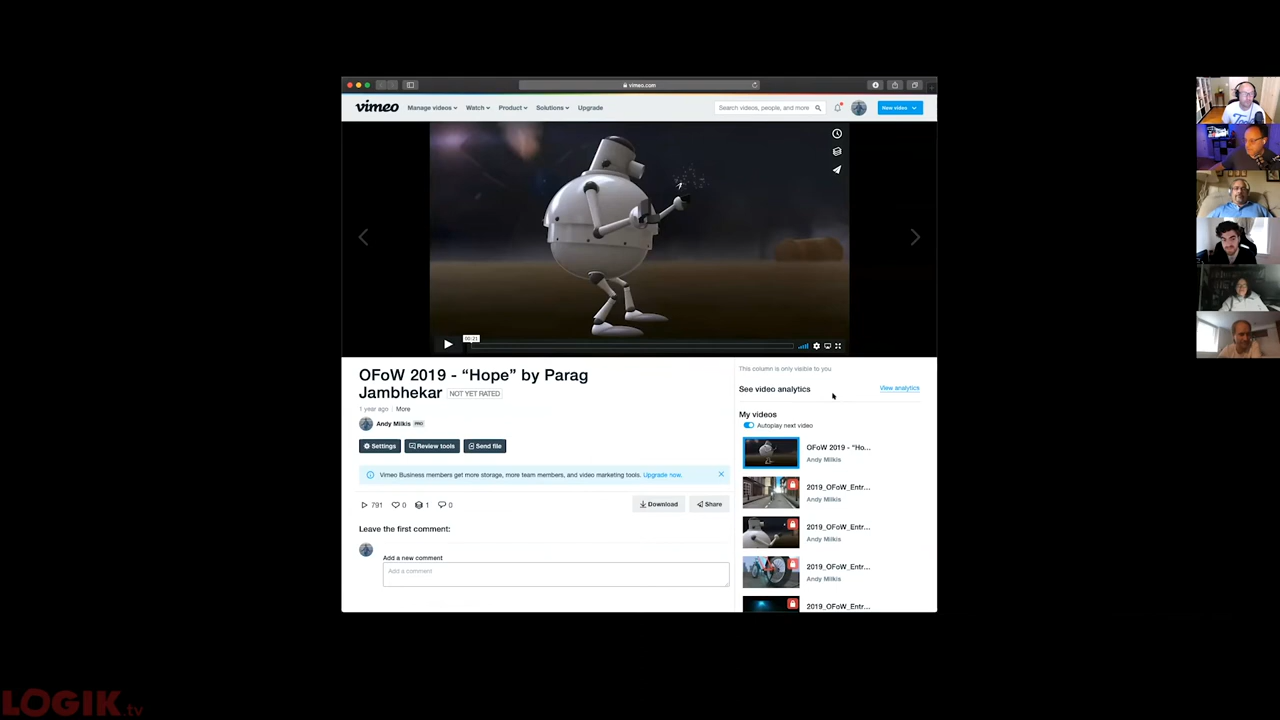 vimeo.com
vimeo Manage videos Watch Product Solutions Upgrade Search videos, people, and more New video
00:21
OFoW 2019 - “Hope” by Parag
Jambhekar NOT YET RATED
1 year ago More
Andy Milkis PRO
Settings Review tools Send file
Vimeo Business members get more storage, more team members, and video marketing tools. Upgrade now.
791 0 1 0 Download Share
Leave the first comment:
Add a new comment
Add a comment
This column is only visible to you
See video analytics View analytics
My videos
Autoplay next video
OFoW 2019 - “Ho...
Andy Milkis
2019_OFoW_Entr...
Andy Milkis
2019_OFoW_Entr...
Andy Milkis
2019_OFoW_Entr...
Andy Milkis
2019_OFoW_Entr...
LOGIK.tv